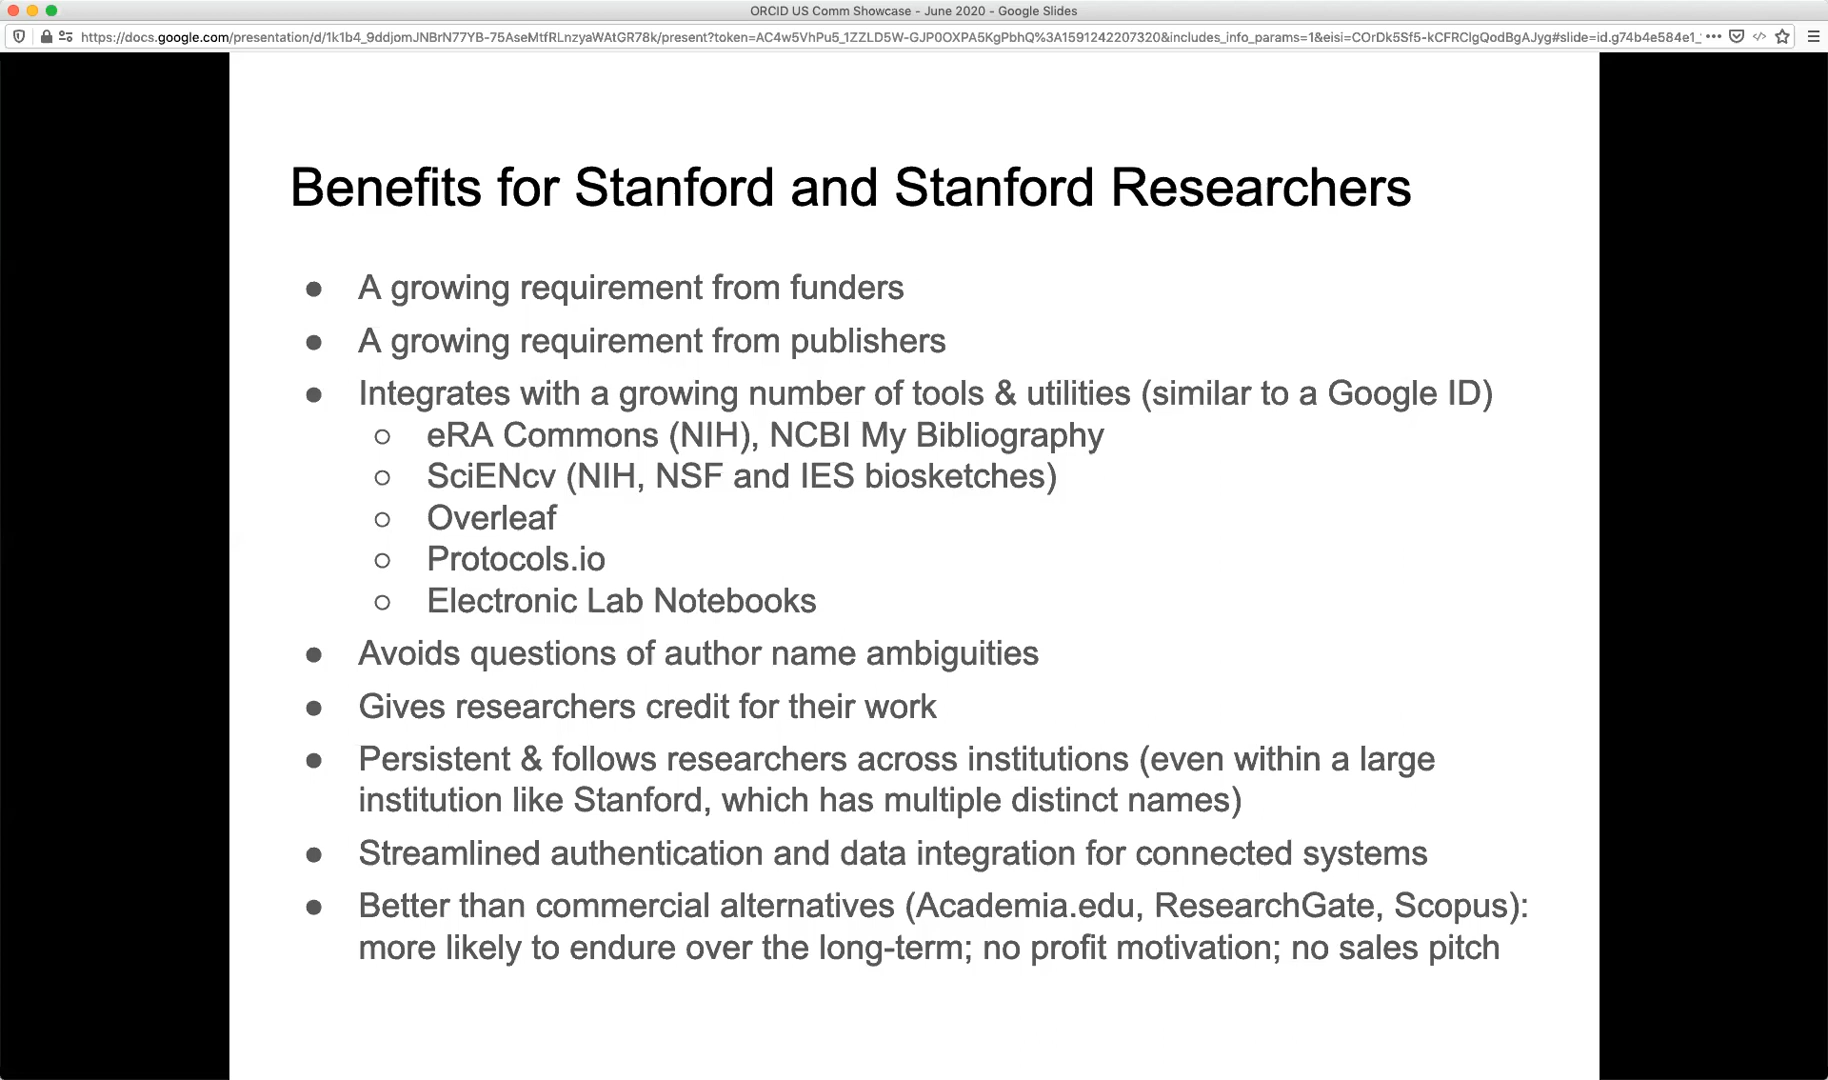 ORCID US Comm Showcase - June 2020 - Google Slides
https://docs.google.com/presentation/d/1k1b4_9ddjomJNBrN77YB-75AseMtfRLnzyaWAtGR78k/present?token=AC4w5VhPu5_1ZZLD5W-GJP0OXPA5KgPbhQ%3A1591242207320&includes_info_params=1&eisi=COrDk5Sf5-kCFRClgQodBgAJyg#slide=id.g74b4e584e1_
Benefits for Stanford and Stanford Researchers
● A growing requirement from funders
● A growing requirement from publishers
● Integrates with a growing number of tools & utilities (similar to a Google ID)
○ eRA Commons (NIH), NCBI My Bibliography
○ SciENcv (NIH, NSF and IES biosketches)
○ Overleaf
○ Protocols.io
○ Electronic Lab Notebooks
● Avoids questions of author name ambiguities
● Gives researchers credit for their work
● Persistent & follows researchers across institutions (even within a large
institution like Stanford, which has multiple distinct names)
● Streamlined authentication and data integration for connected systems
● Better than commercial alternatives (Academia.edu, ResearchGate, Scopus):
more likely to endure over the long-term; no profit motivation; no sales pitch